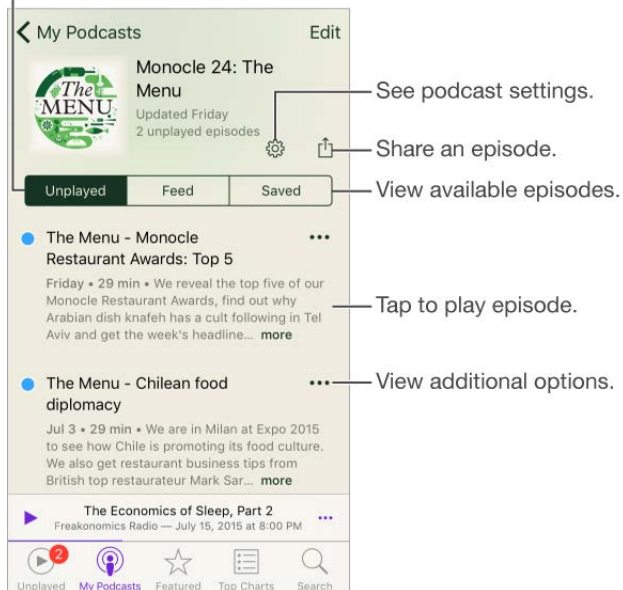 My Podcasts
Edit
The
MENU
Monocle 24: The
Menu
Updated Friday
2 unplayed episodes
See podcast settings.
Share an episode.
Unplayed
Feed
Saved
View available episodes.
The Menu - Monocle
Restaurant Awards: Top 5
Friday • 29 min • We reveal the top five of our
Monocle Restaurant Awards, find out why
Arabian dish knafeh has a cult following in Tel
Aviv and get the week's headline... more
Tap to play episode.
The Menu - Chilean food
diplomacy
View additional options.
Jul 3 • 29 min • We are in Milan at Expo 2015
to see how Chile is promoting its food culture.
We also get restaurant business tips from
British top restaurateur Mark Sar... more
The Economics of Sleep, Part 2
Freakonomics Radio — July 15, 2015 at 8:00 PM
2
Unplayed
My Podcasts
Featured
Top Charts
Search